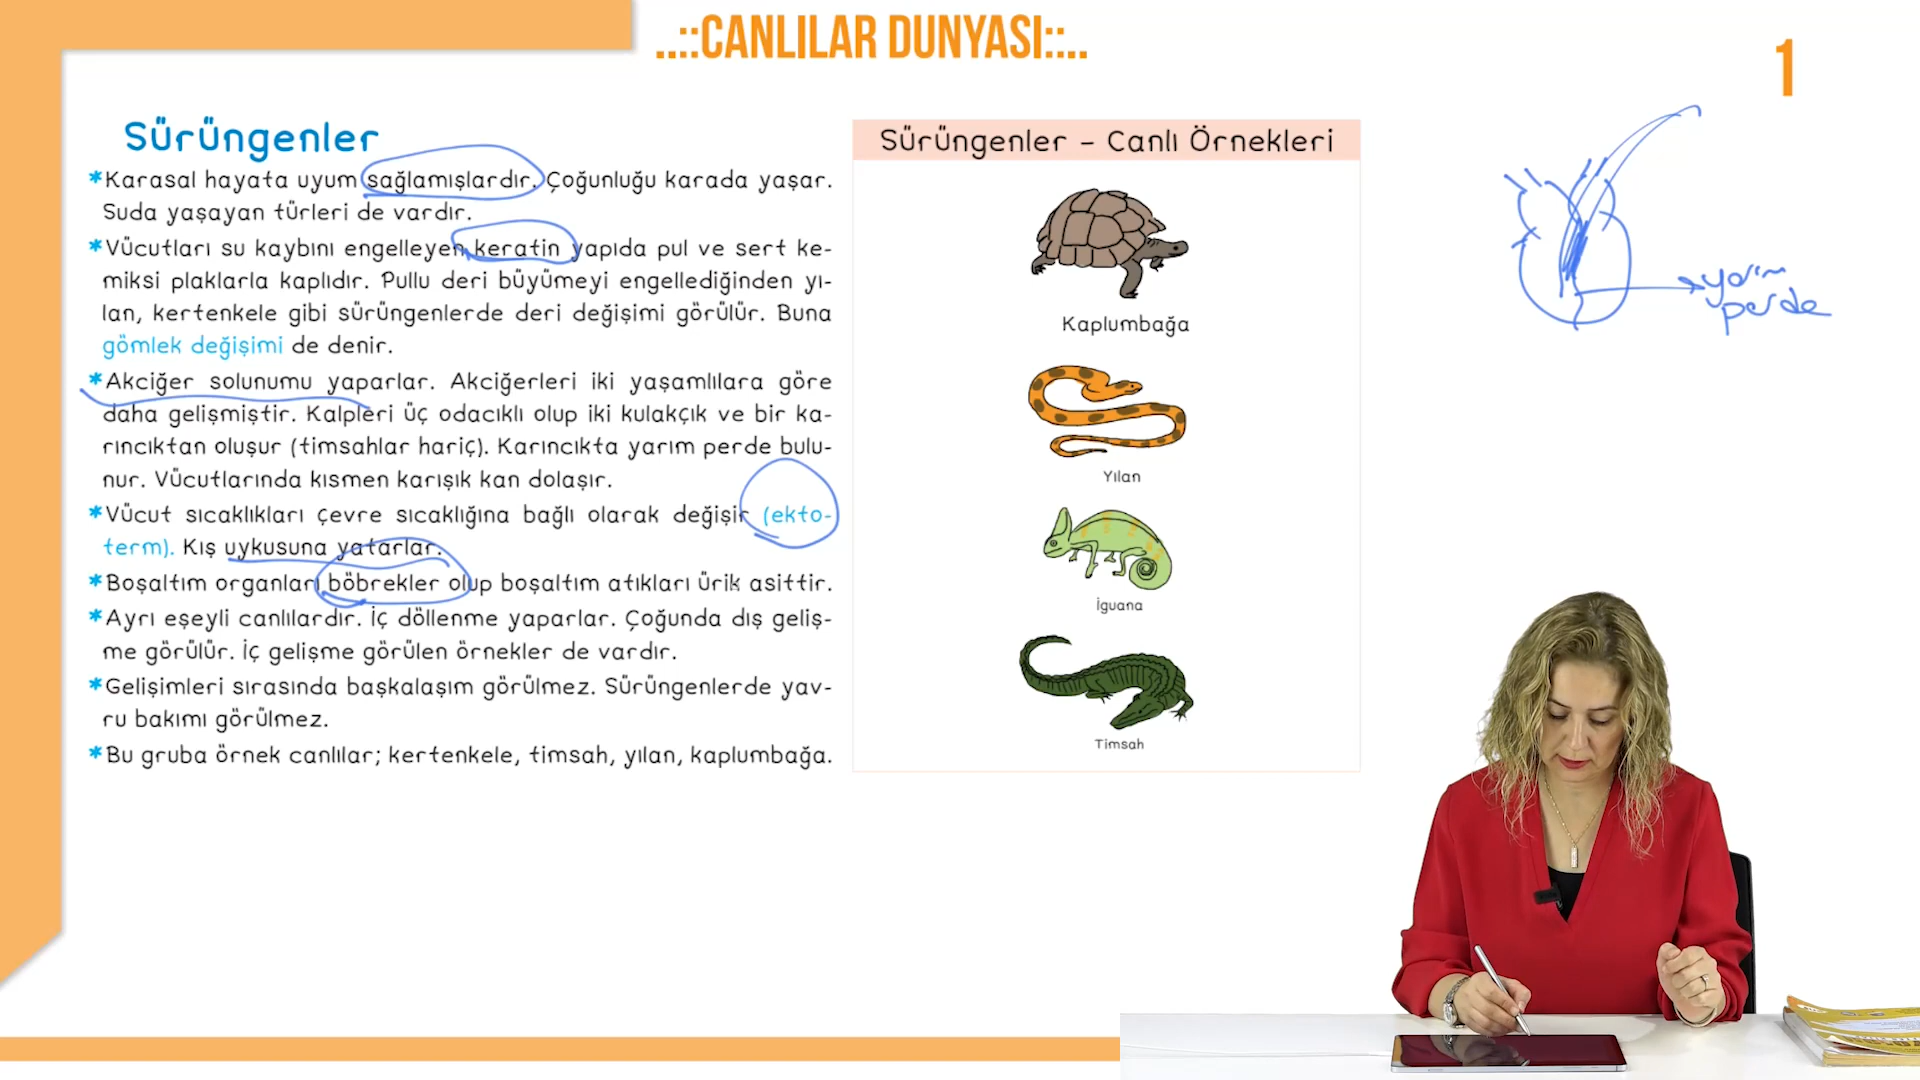 ..::CANLILAR DUNYASI::..
1
Sürüngenler
*Karasal hayata uyum sağlamışlardır. Çoğunluğu karada yaşar.
Suda yaşayan türleri de vardır.
*Vücutları su kaybını engelleyen keratin yapıda pul ve sert ke-
miksi plaklarla kaplıdır. Pullu deri büyümeyi engellediğinden yı-
lan, kertenkele gibi sürüngenlerde deri değişimi görülür. Buna
gömlek değişimi de denir.
*Akciğer solunumu yaparlar. Akciğerleri iki yaşamlılara göre
daha gelişmiştir. Kalpleri üç odacıklı olup iki kulakçık ve bir ka-
rıncıktan oluşur (timsahlar hariç). Karıncıkta yarım perde bulu-
nur. Vücutlarında kısmen karışık kan dolaşır.
*Vücut sıcaklıkları çevre sıcaklığına bağlı olarak değişir (ekto-
term). Kış uykusuna yatarlar.
*Boşaltım organları böbrekler olup boşaltım atıkları ürik asittir.
*Ayrı eşeyli canlılardır. İç döllenme yaparlar. Çoğunda dış geliş-
me görülür. İç gelişme görülen örnekler de vardır.
*Gelişimleri sırasında başkalaşım görülmez. Sürüngenlerde yav-
ru bakımı görülmez.
*Bu gruba örnek canlılar; kertenkele, timsah, yılan, kaplumbağa.
Sürüngenler – Canlı Örnekleri
Kaplumbağa
Yılan
İguana
Timsah
yarım
perde